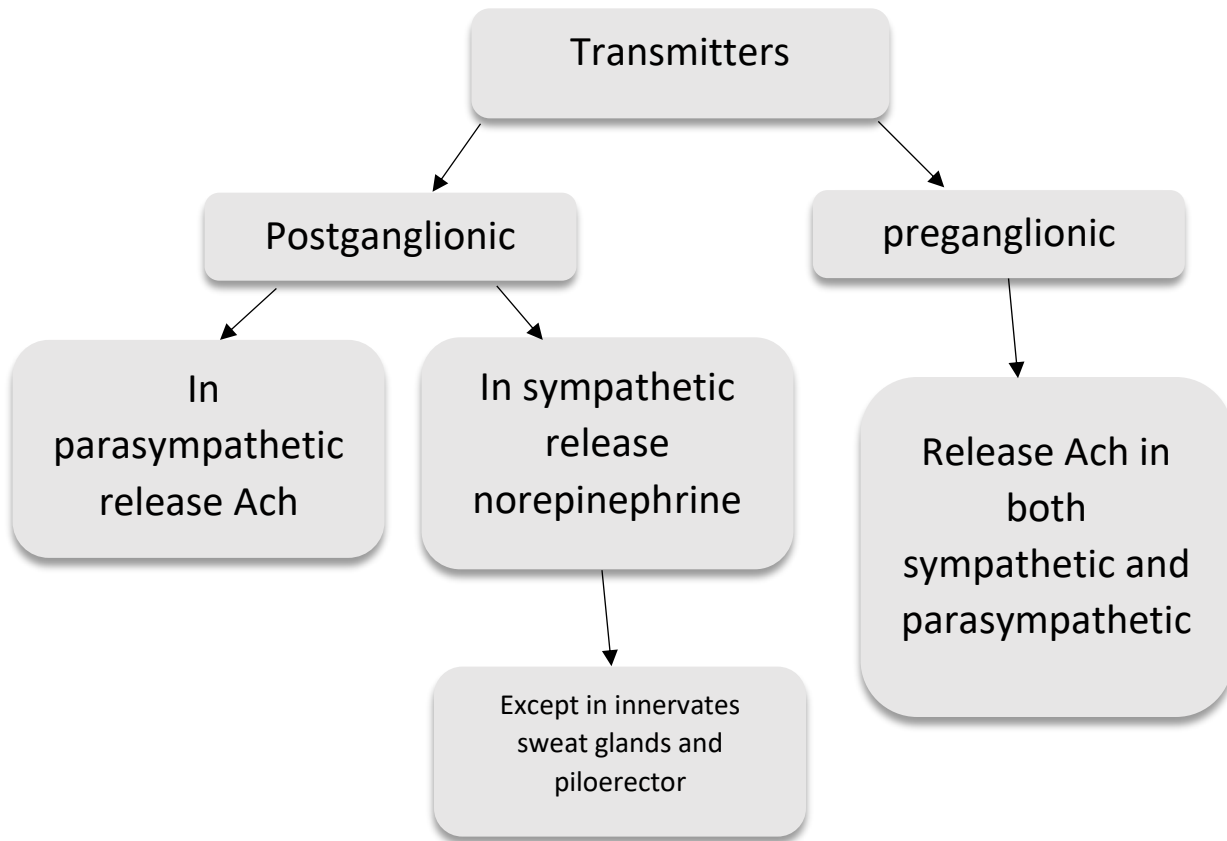 Transmitters
Postganglionic
preganglionic
In
parasympathetic
release Ach
In sympathetic
release
norepinephrine
Release Ach in
both
sympathetic and
parasympathetic
Except in innervates
sweat glands and
piloerector